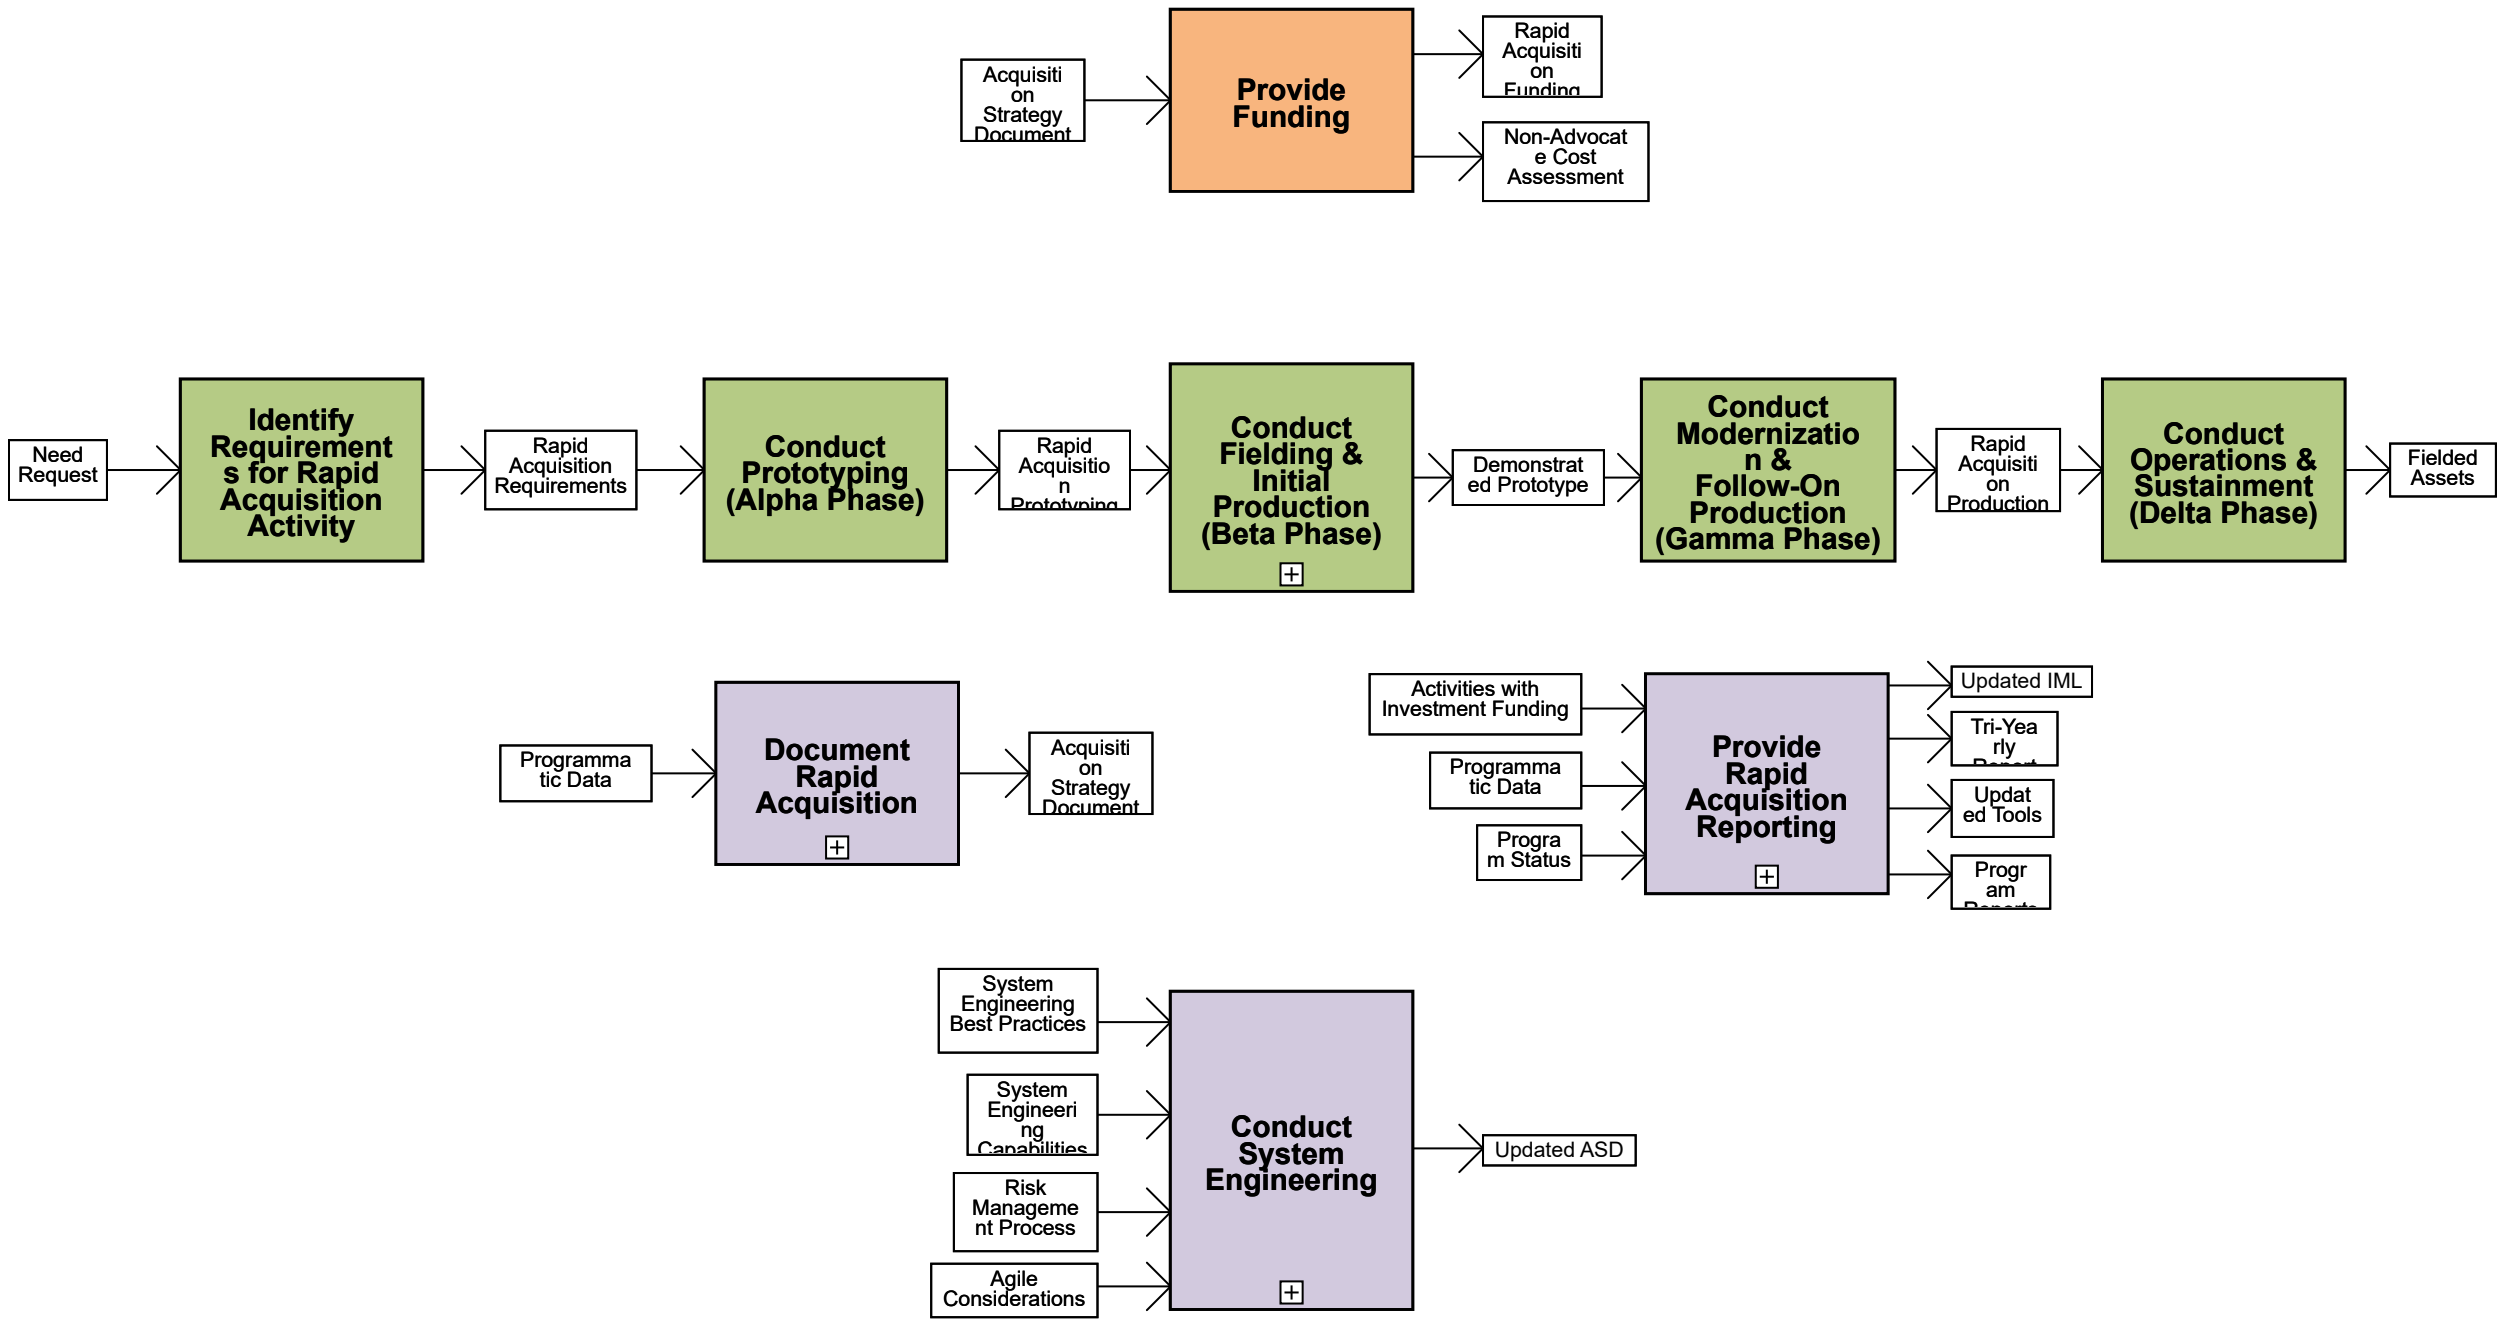 Acquisiti
on
Strategy
Document
Provide
Funding
Rapid
Acquisiti
on
Funding
Non-Advocat
e Cost
Assessment
Need
Request
Identify
Requirement
s for Rapid
Acquisition
Activity
Rapid
Acquisition
Requirements
Conduct
Prototyping
(Alpha Phase)
Rapid
Acquisitio
n
Prototyping
Conduct
Fielding &
Initial
Production
(Beta Phase)
Demonstrat
ed Prototype
Conduct
Modernizatio
n &
Follow-On
Production
(Gamma Phase)
Rapid
Acquisiti
on
Production
Conduct
Operations &
Sustainment
(Delta Phase)
Fielded
Assets
Programma
tic Data
Document
Rapid
Acquisition
Acquisiti
on
Strategy
Document
Activities with
Investment Funding
Programma
tic Data
Progra
m Status
Provide
Rapid
Acquisition
Reporting
Updated IML
Tri-Yea
rly
Report
Updat
ed Tools
Progr
am
Reports
System
Engineering
Best Practices
System
Engineeri
ng
Capabilities
Risk
Manageme
nt Process
Agile
Considerations
Conduct
System
Engineering
Updated ASD